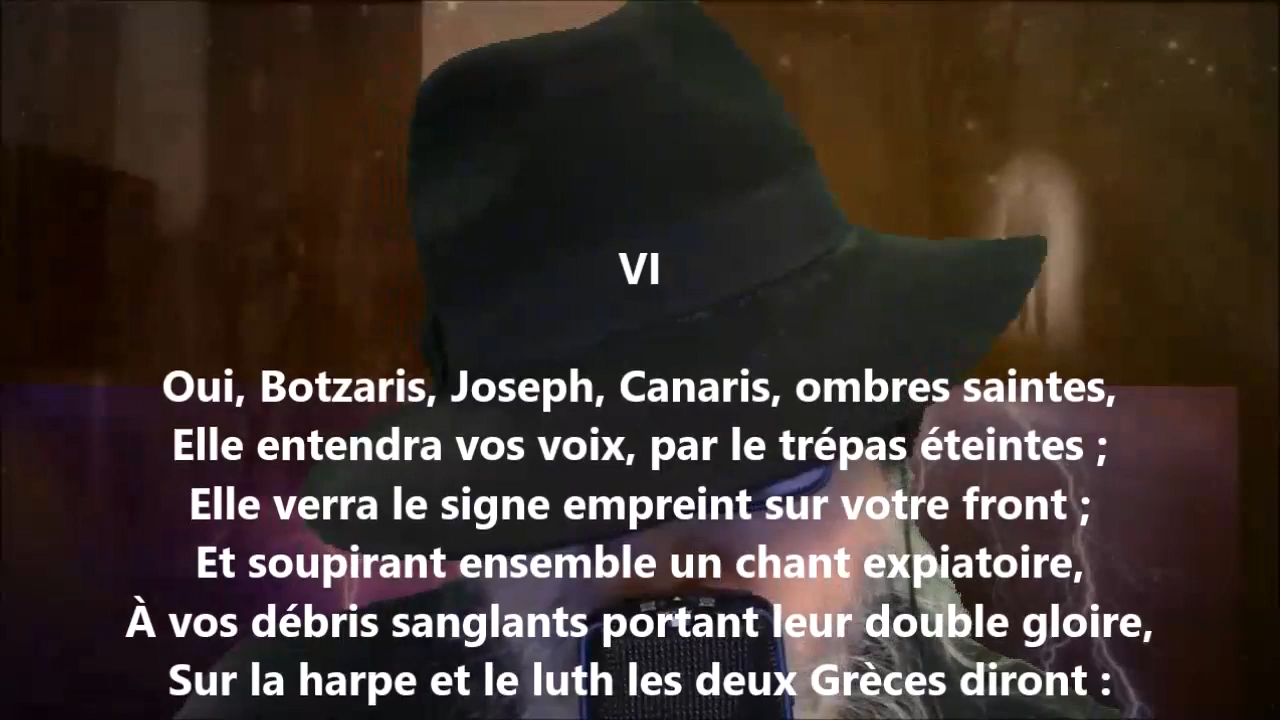 VI
Oui, Botzaris, Joseph, Canaris, ombres saintes,
Elle entendra vos voix, par le trépas éteintes ;
Elle verra le signe empreint sur votre front ;
Et soupirant ensemble un chant expiatoire,
À vos débris sanglants portant leur double gloire,
Sur la harpe et le luth les deux Grèces diront :